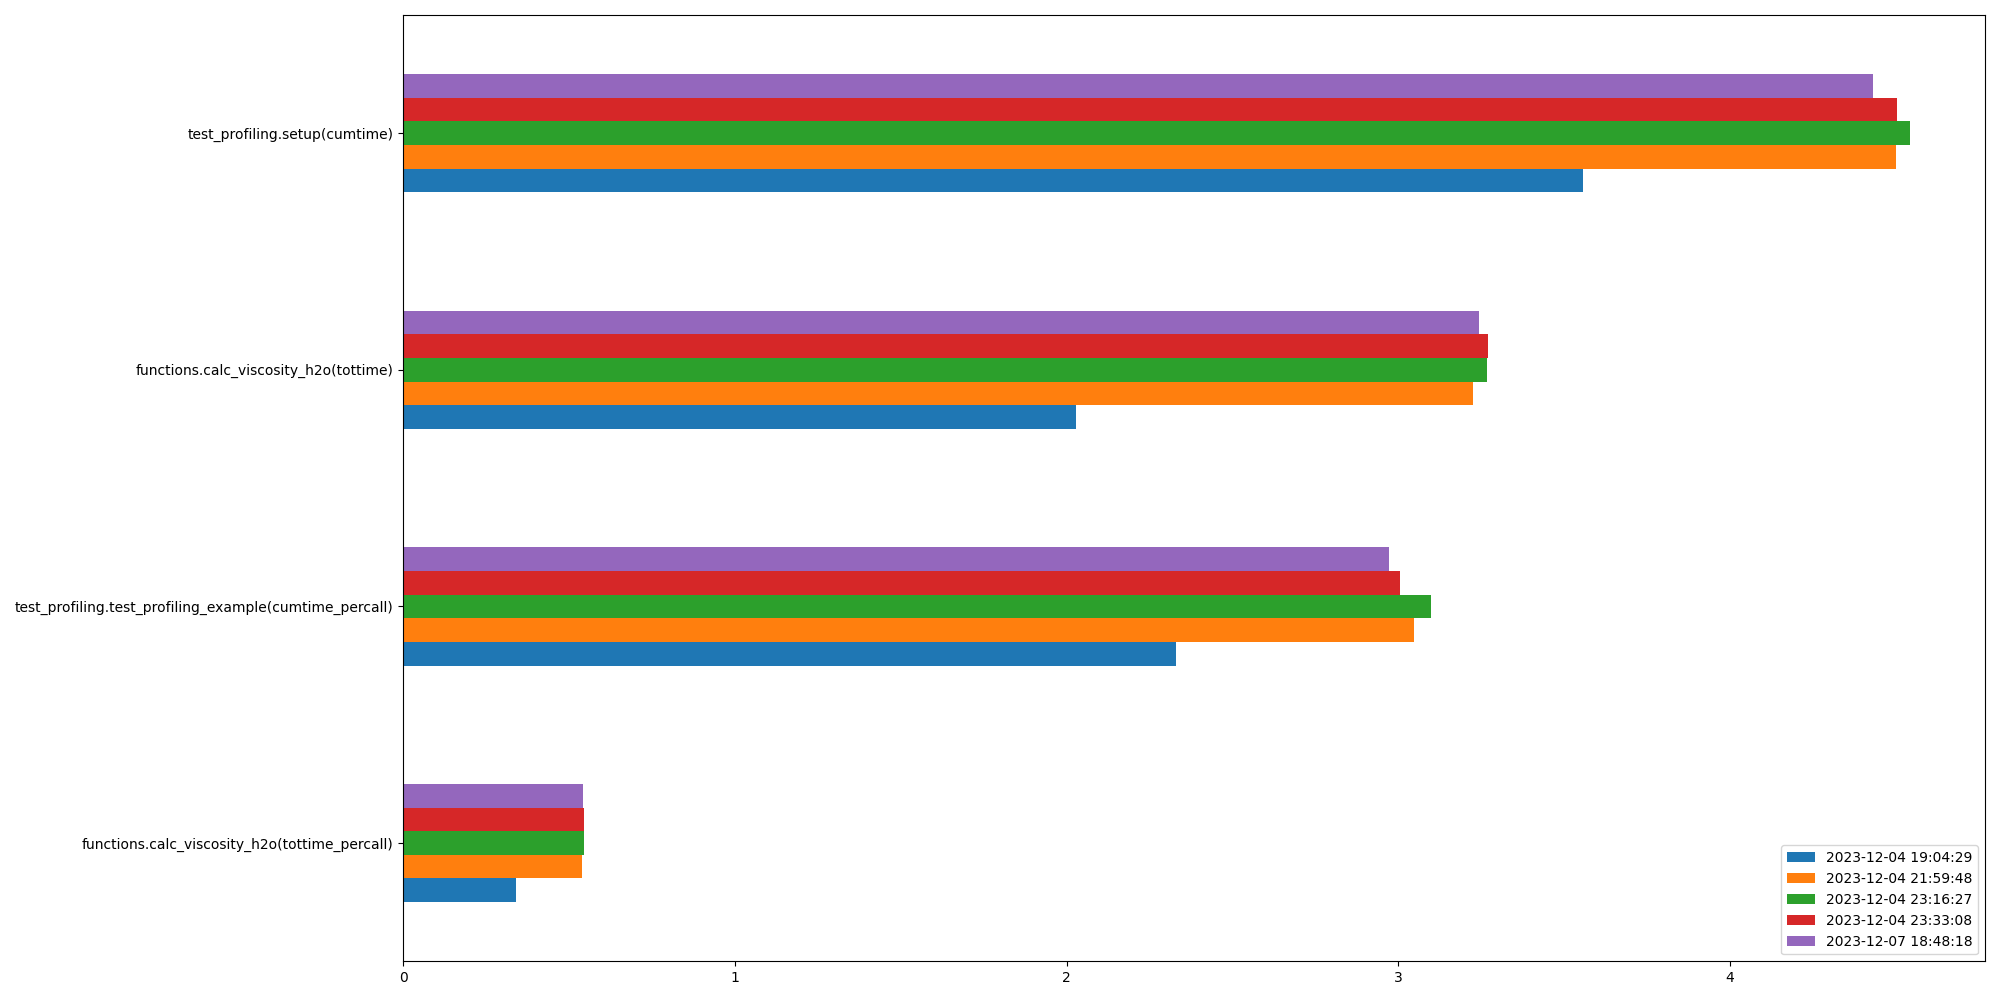 test_profiling.setup(cumtime)
functions.calc_viscosity_h2o(tottime)
test_profiling.test_profiling_example(cumtime_percall)
functions.calc_viscosity_h2o(tottime_percall)
2023-12-04 19:04:29
2023-12-04 21:59:48
2023-12-04 23:16:27
2023-12-04 23:33:08
2023-12-07 18:48:18
0 1 2 3 4